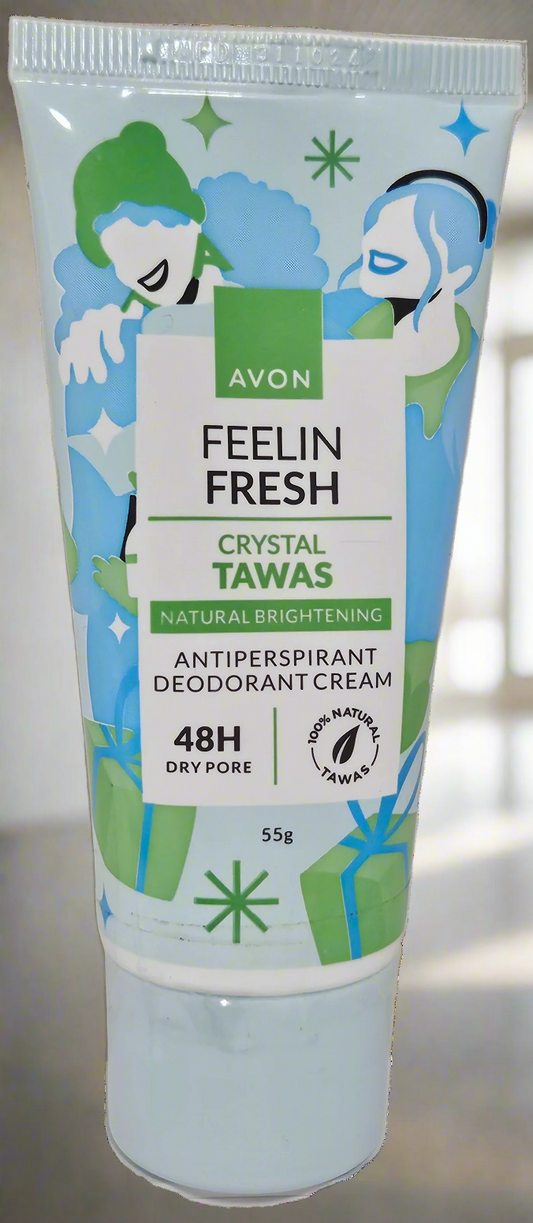 AVON
FEELIN
FRESH
CRYSTAL
TAWAS
NATURAL BRIGHTENING
ANTIPERSPIRANT
DEODORANT CREAM
48H
DRY PORE
100% NATURAL
TAWAS
55g